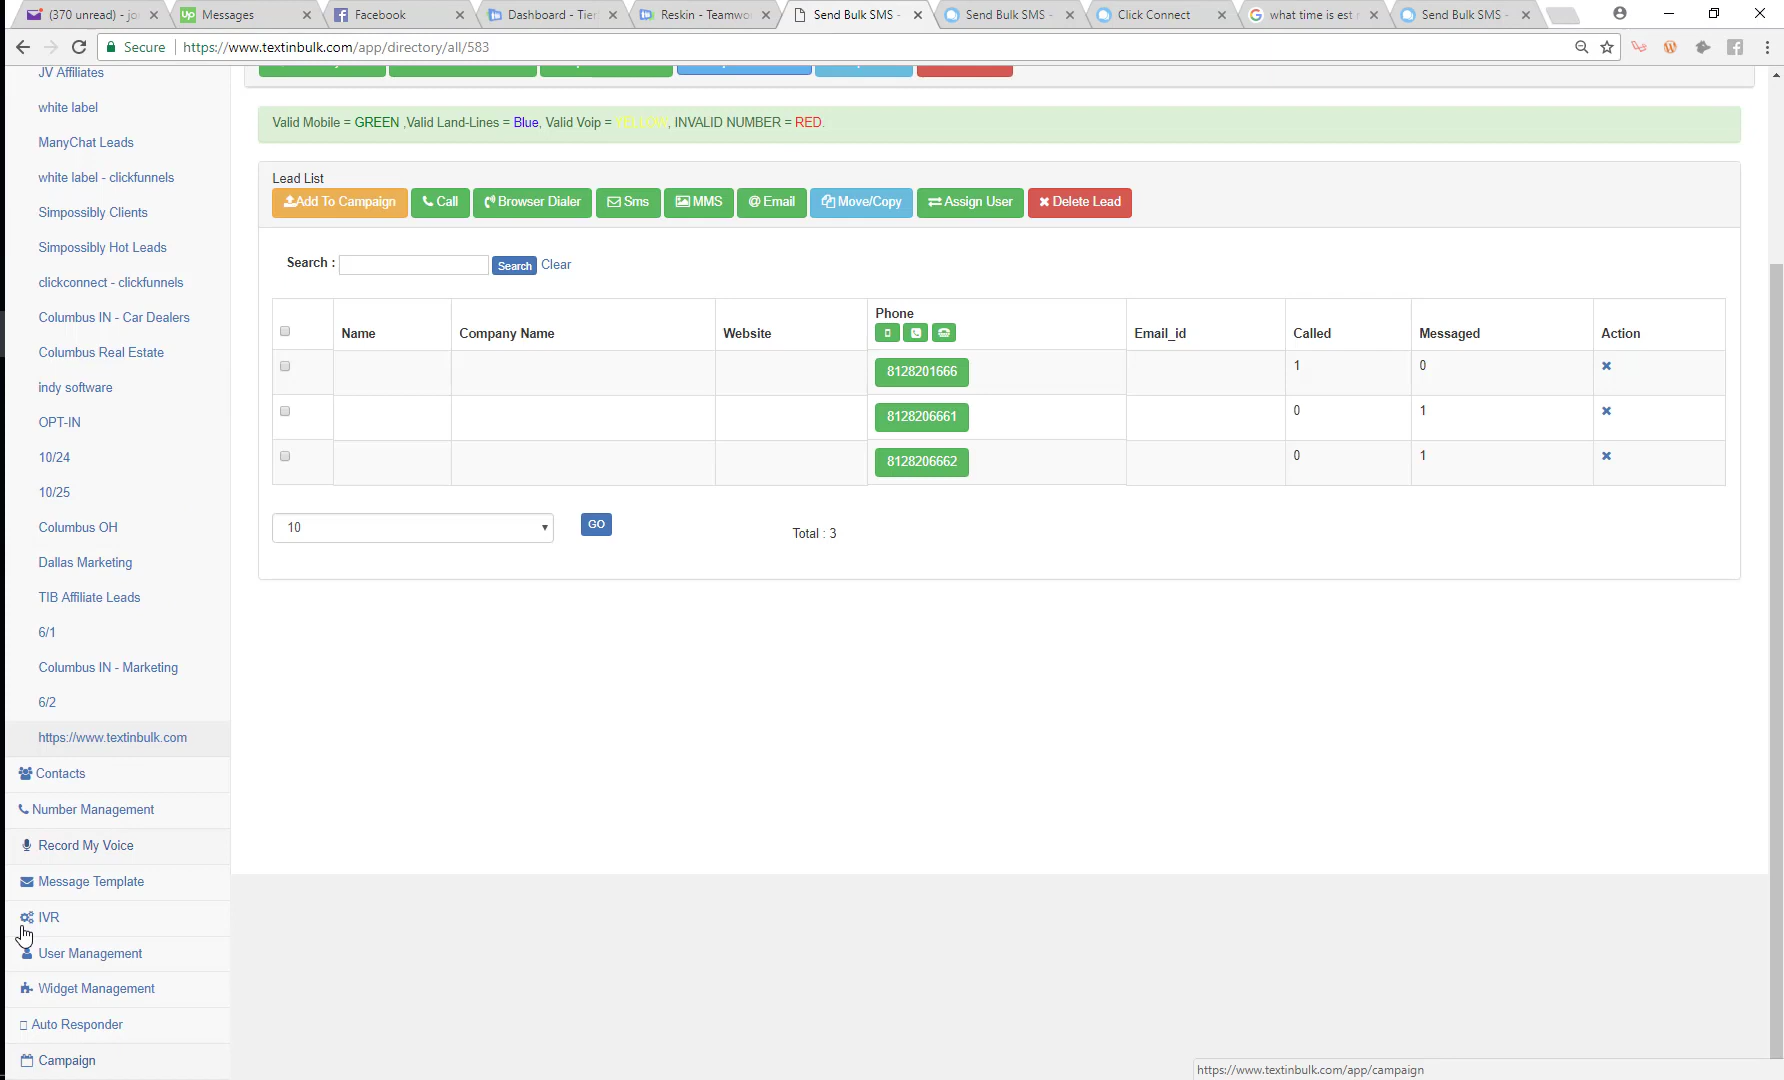 (370 unread) - jo
Messages
Facebook
Dashboard - Tier
Reskin - Teamwo
Send Bulk SMS -
Send Bulk SMS -
Click Connect
what time is est
Send Bulk SMS -
Secure
https://www.textinbulk.com/app/directory/all/583
JV Affiliates
white label
ManyChat Leads
white label - clickfunnels
Simpossibly Clients
Simpossibly Hot Leads
clickconnect - clickfunnels
Columbus IN - Car Dealers
Columbus Real Estate
indy software
OPT-IN
10/24
10/25
Columbus OH
Dallas Marketing
TIB Affiliate Leads
6/1
Columbus IN - Marketing
6/2
https://www.textinbulk.com
Contacts
Number Management
Record My Voice
Message Template
IVR
User Management
Widget Management
Auto Responder
Campaign
Valid Mobile = GREEN ,Valid Land-Lines = Blue, Valid Voip = YELLOW, INVALID NUMBER = RED.
Lead List
Add To Campaign Call Browser Dialer Sms MMS @ Email Move/Copy Assign User Delete Lead
Search : Search Clear
Name Company Name Website Phone Email_id Called Messaged Action
8128201666 1 0
8128206661 0 1
8128206662 0 1
10 GO Total : 3
https://www.textinbulk.com/app/campaign